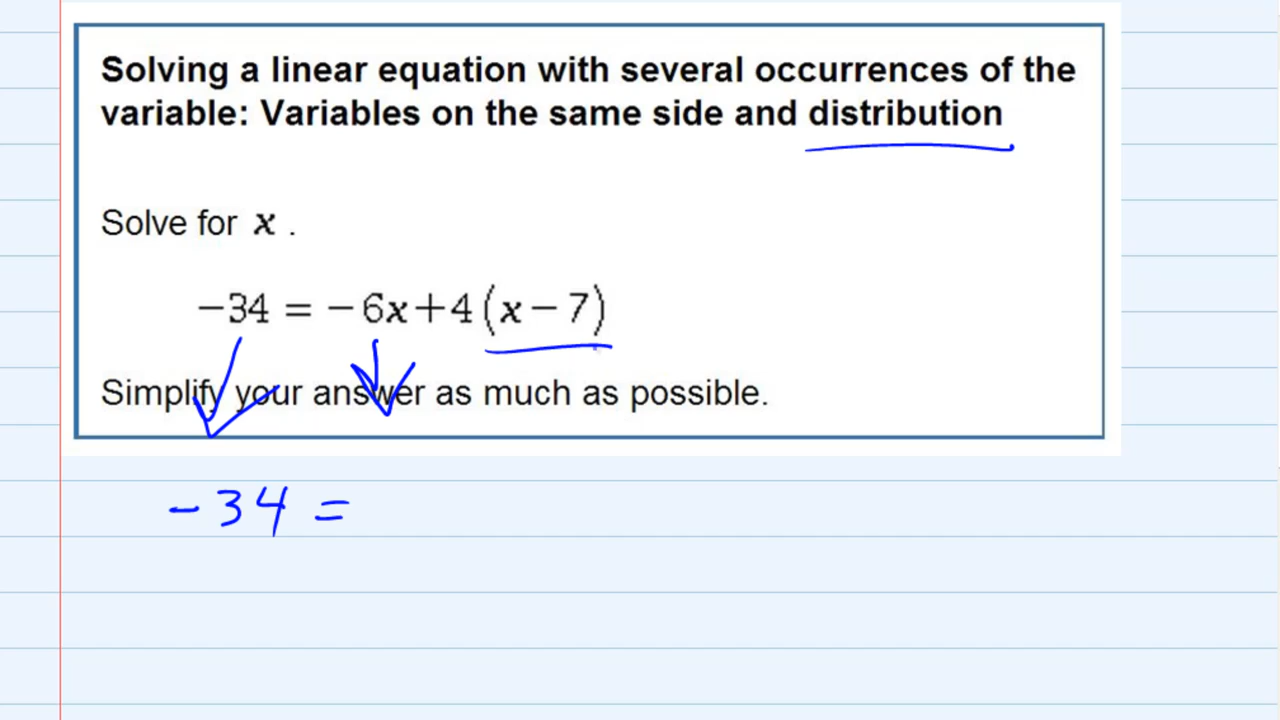 Solving a linear equation with several occurrences of the
variable: Variables on the same side and distribution
Solve for x .
−34 = −6x+4(x−7)
Simplify your answer as much as possible.
-34 =